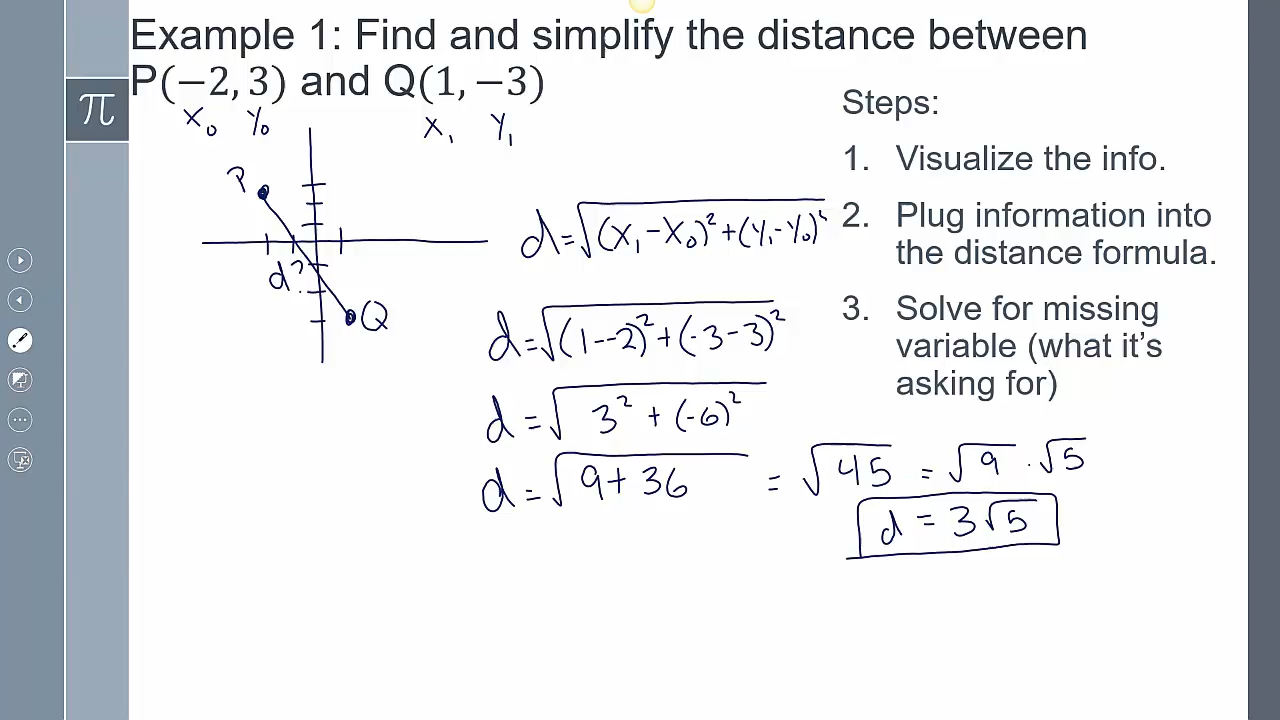 Example 1: Find and simplify the distance between
P(−2, 3) and Q(1, −3)
π
x₀ y₀ x₁ y₁
P
d?
Q
d=√(x₁-x₀)²+(y₁-y₀)²
d=√(1--2)²+(-3-3)²
d=√3²+(-6)²
d=√9+36 = √45 = √9 · √5
d = 3√5
Steps:
1. Visualize the info.
2. Plug information into
the distance formula.
3. Solve for missing
variable (what it’s
asking for)